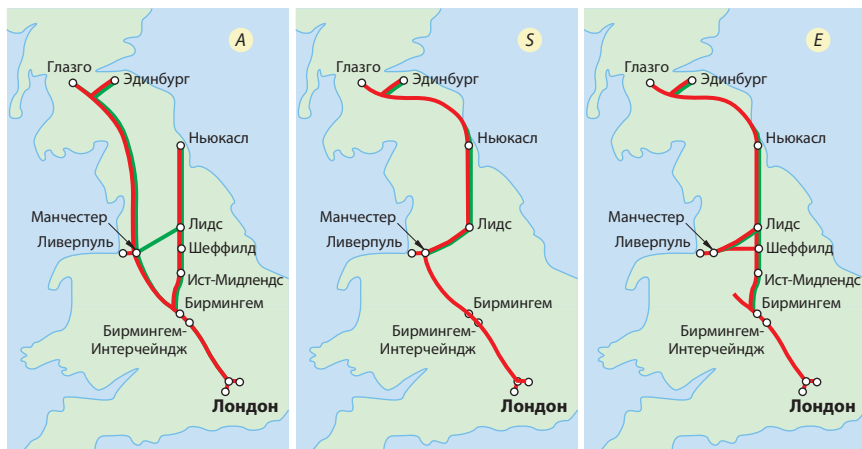 A
Глазго
Эдинбург
Ньюкасл
Манчестер
Ливерпуль
Лидс
Шеффилд
Ист-Мидлендс
Бирмингем
Бирмингем-
Интерчейндж
Лондон
S
Глазго
Эдинбург
Ньюкасл
Манчестер
Ливерпуль
Лидс
Бирмингем
Бирмингем-
Интерчейндж
Лондон
E
Глазго
Эдинбург
Ньюкасл
Манчестер
Ливерпуль
Лидс
Шеффилд
Ист-Мидлендс
Бирмингем
Бирмингем-
Интерчейндж
Лондон